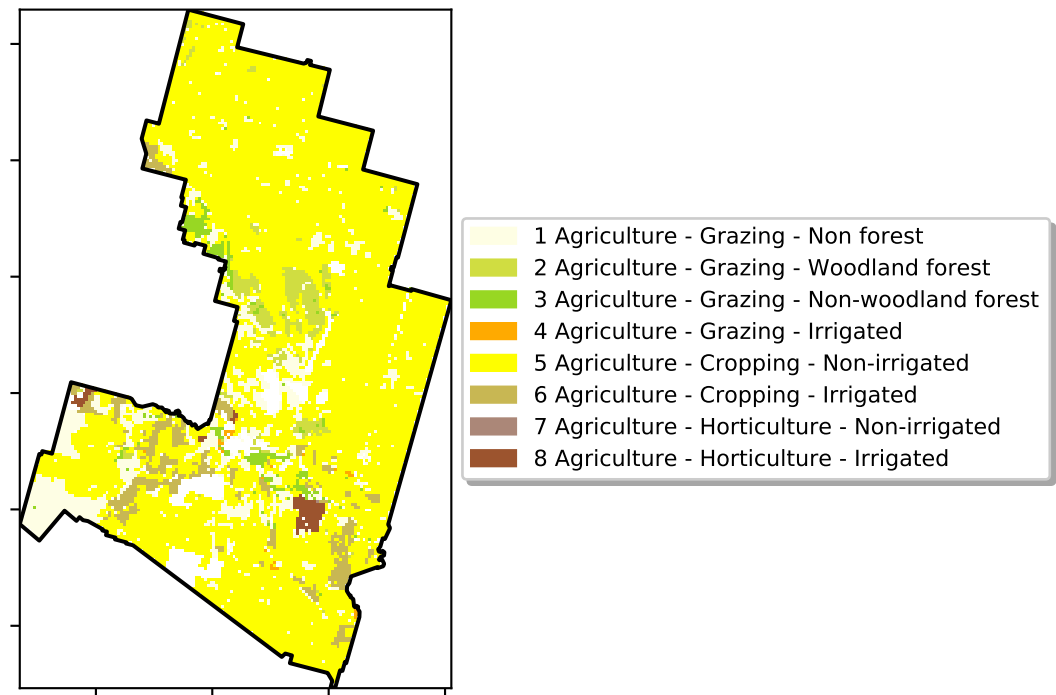 1 Agriculture - Grazing - Non forest
2 Agriculture - Grazing - Woodland forest
3 Agriculture - Grazing - Non-woodland forest
4 Agriculture - Grazing - Irrigated
5 Agriculture - Cropping - Non-irrigated
6 Agriculture - Cropping - Irrigated
7 Agriculture - Horticulture - Non-irrigated
8 Agriculture - Horticulture - Irrigated